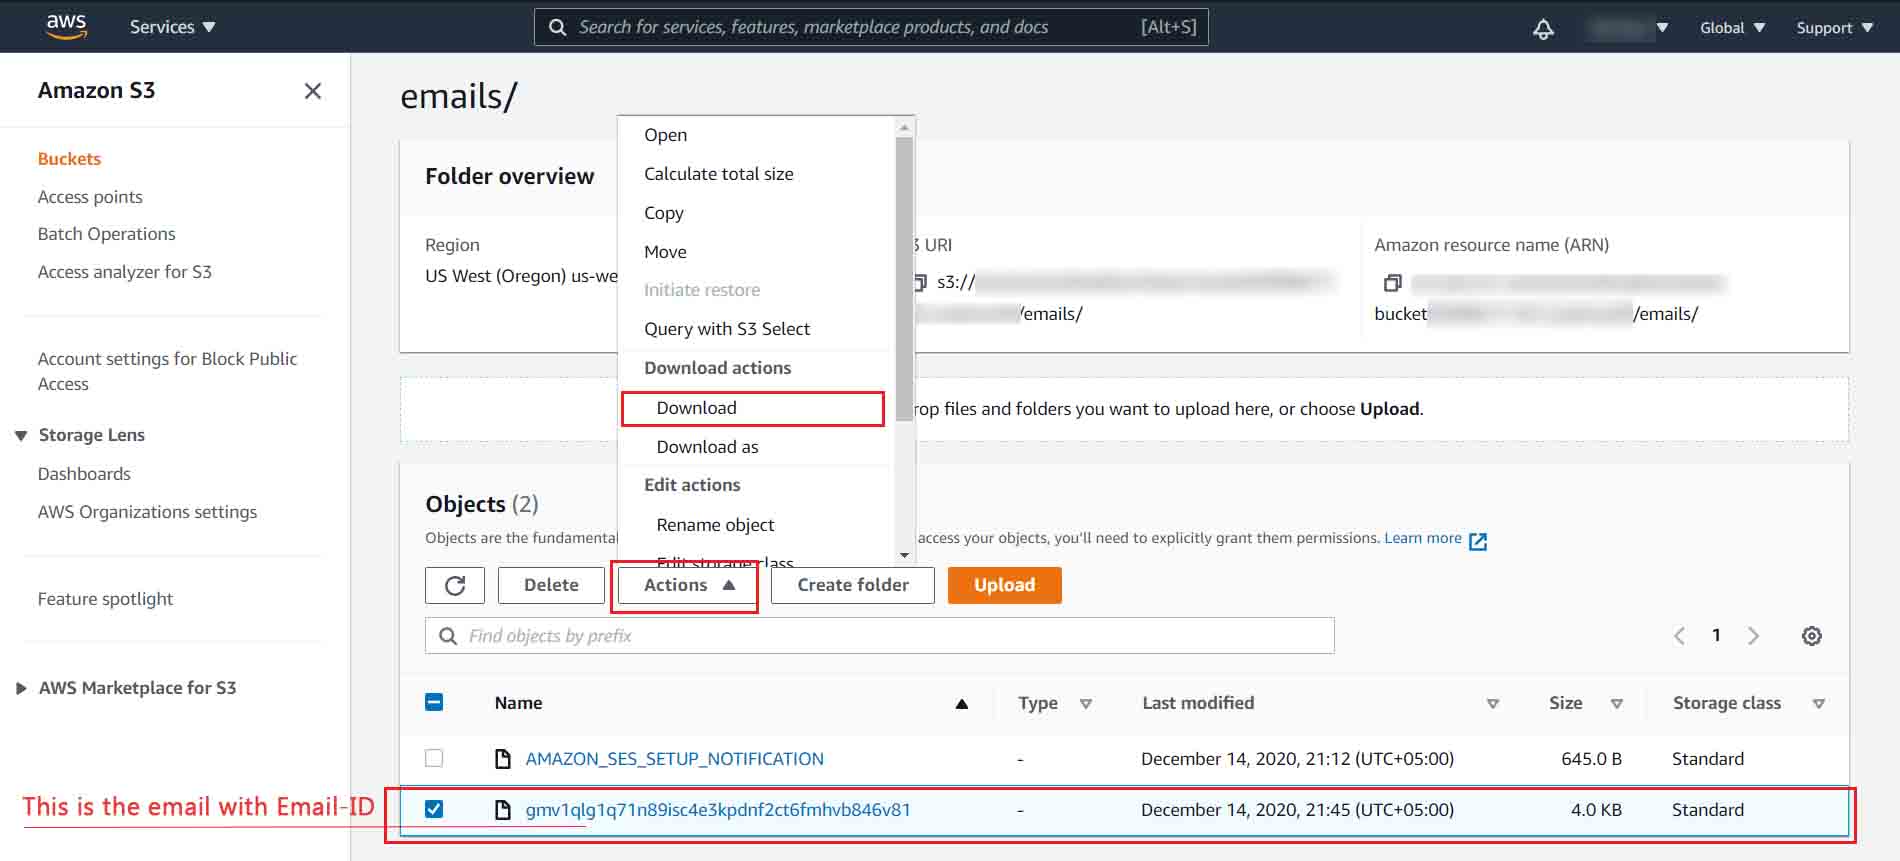 aws
Services
Search for services, features, marketplace products, and docs
[Alt+S]
Global
Support
Amazon S3
Buckets
Access points
Batch Operations
Access analyzer for S3
Account settings for Block Public
Access
Storage Lens
Dashboards
AWS Organizations settings
Feature spotlight
AWS Marketplace for S3
emails/
Folder overview
Region
US West (Oregon) us-we
URI
s3://
/emails/
Amazon resource name (ARN)
bucket
/emails/
Open
Calculate total size
Copy
Move
Initiate restore
Query with S3 Select
Download actions
Download
Download as
Edit actions
Rename object
Edit storage class
rop files and folders you want to upload here, or choose Upload.
Objects (2)
Objects are the fundamental
access your objects, you'll need to explicitly grant them permissions. Learn more
Delete
Actions
Create folder
Upload
Find objects by prefix
1
Name
Type
Last modified
Size
Storage class
AMAZON_SES_SETUP_NOTIFICATION
-
December 14, 2020, 21:12 (UTC+05:00)
645.0 B
Standard
This is the email with Email-ID
gmv1qlg1q71n89isc4e3kpdnf2ct6fmhvb846v81
-
December 14, 2020, 21:45 (UTC+05:00)
4.0 KB
Standard